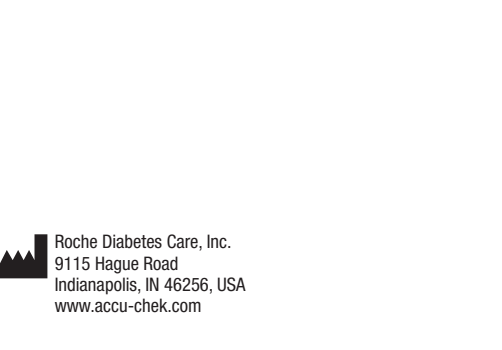 Roche Diabetes Care, Inc.
9115 Hague Road
Indianapolis, IN 46256, USA
www.accu-chek.com